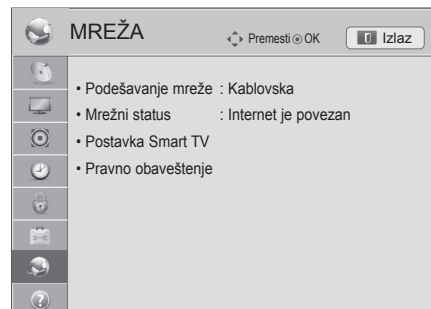 MREŽA
Premesti OK Izlaz
• Podešavanje mreže : Kablovska
• Mrežni status : Internet je povezan
• Postavka Smart TV
• Pravno obaveštenje